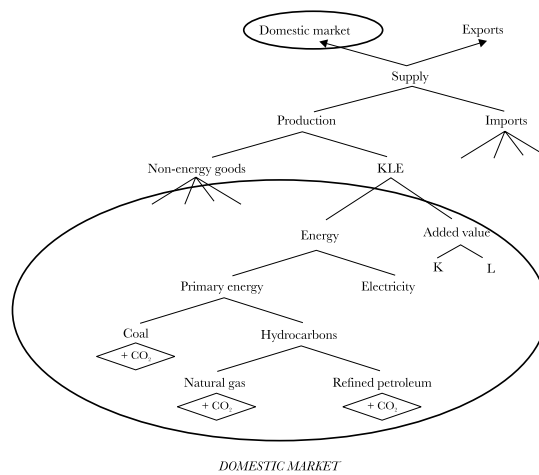 Domestic market
Exports
Supply
Production
Imports
Non-energy goods
KLE
Energy
Added value
K
L
Primary energy
Electricity
Coal
Hydrocarbons
+ CO₂
Natural gas
Refined petroleum
+ CO₂
+ CO₂
DOMESTIC MARKET